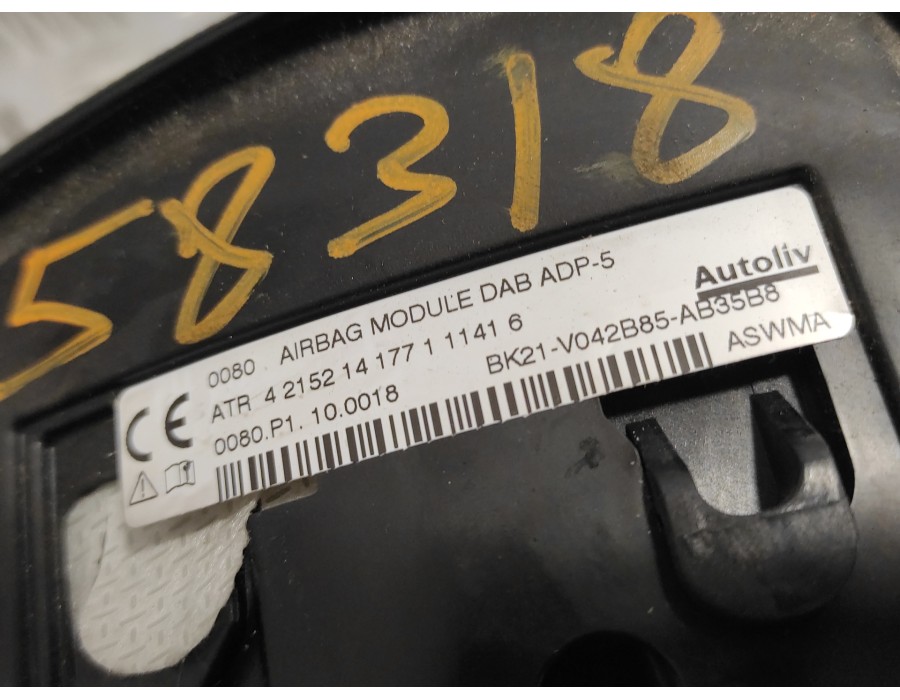 58318
Autoliv
0080 AIRBAG MODULE DAB ADP-5
ATR 4 2152 14 177 1 1141 6
BK21-V042B85-AB35B8
0080.P1. 10.0018
ASWMA
CE